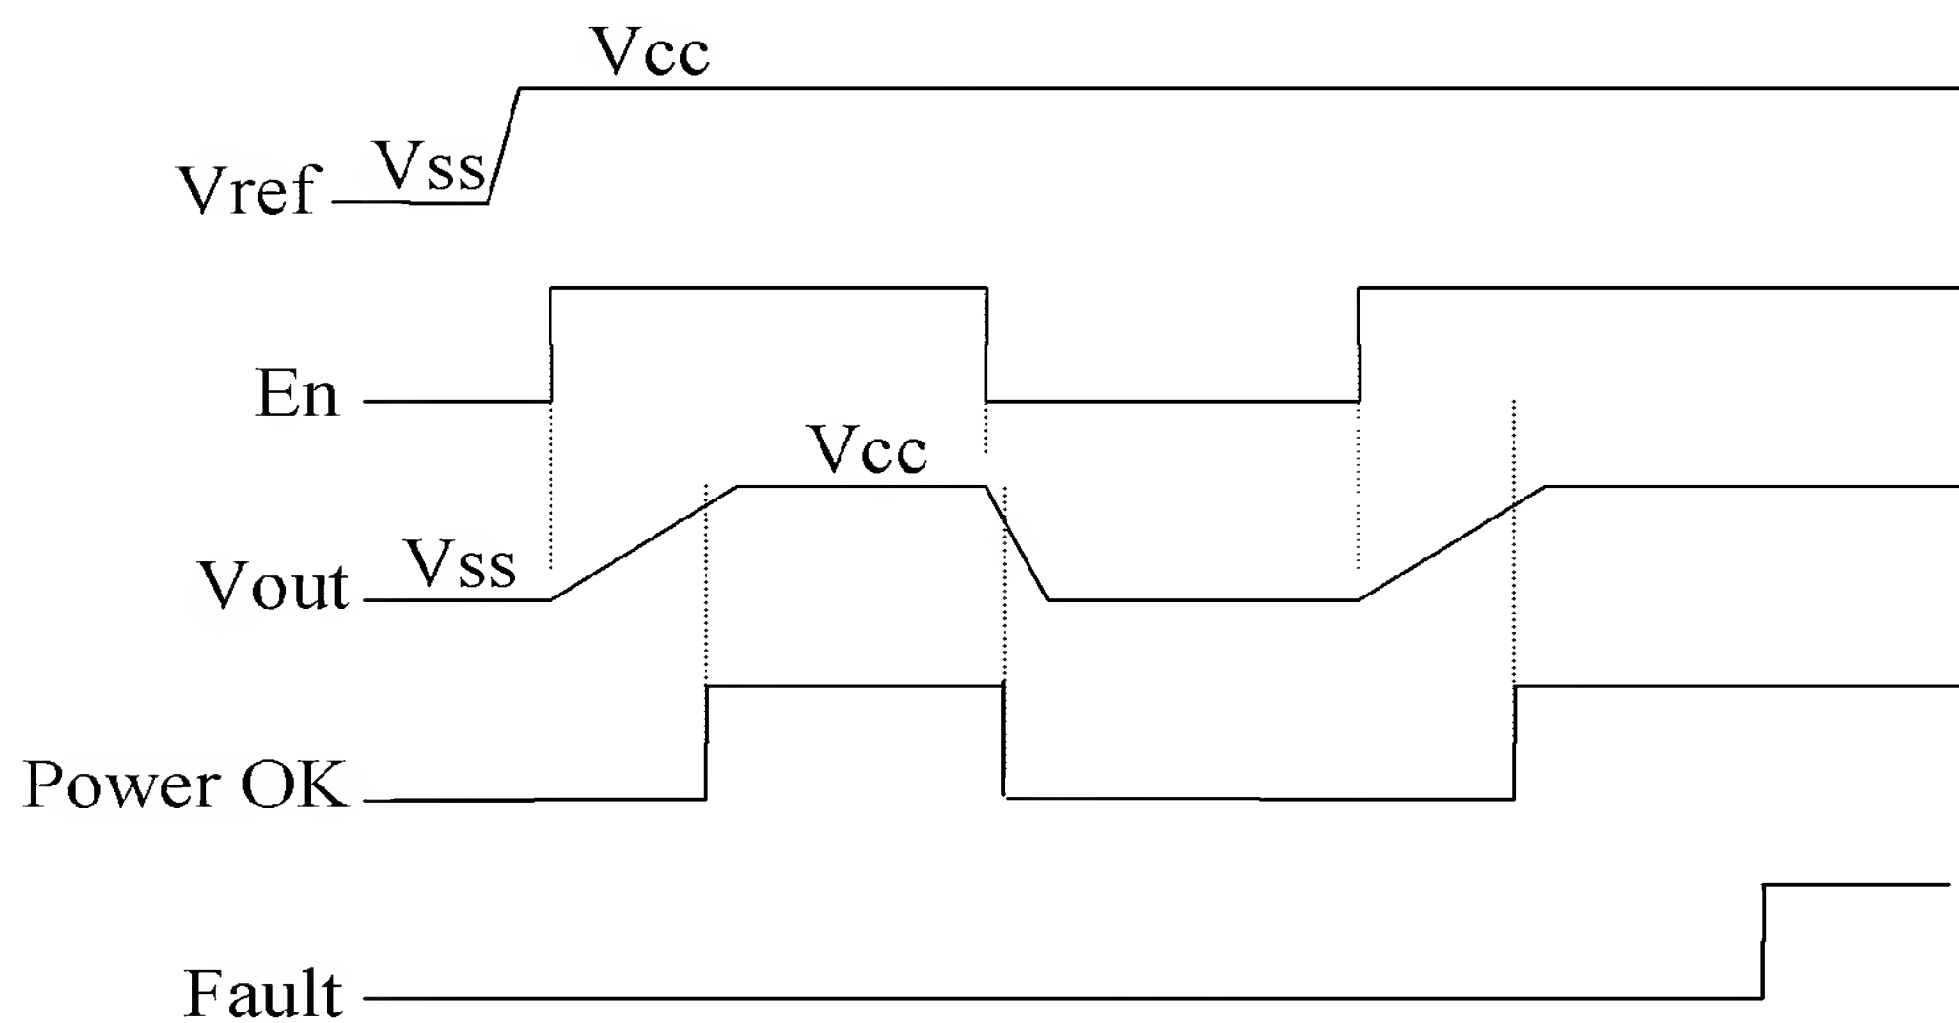 Vcc
Vss
Vref
En
Vcc
Vss
Vout
Power OK
Fault